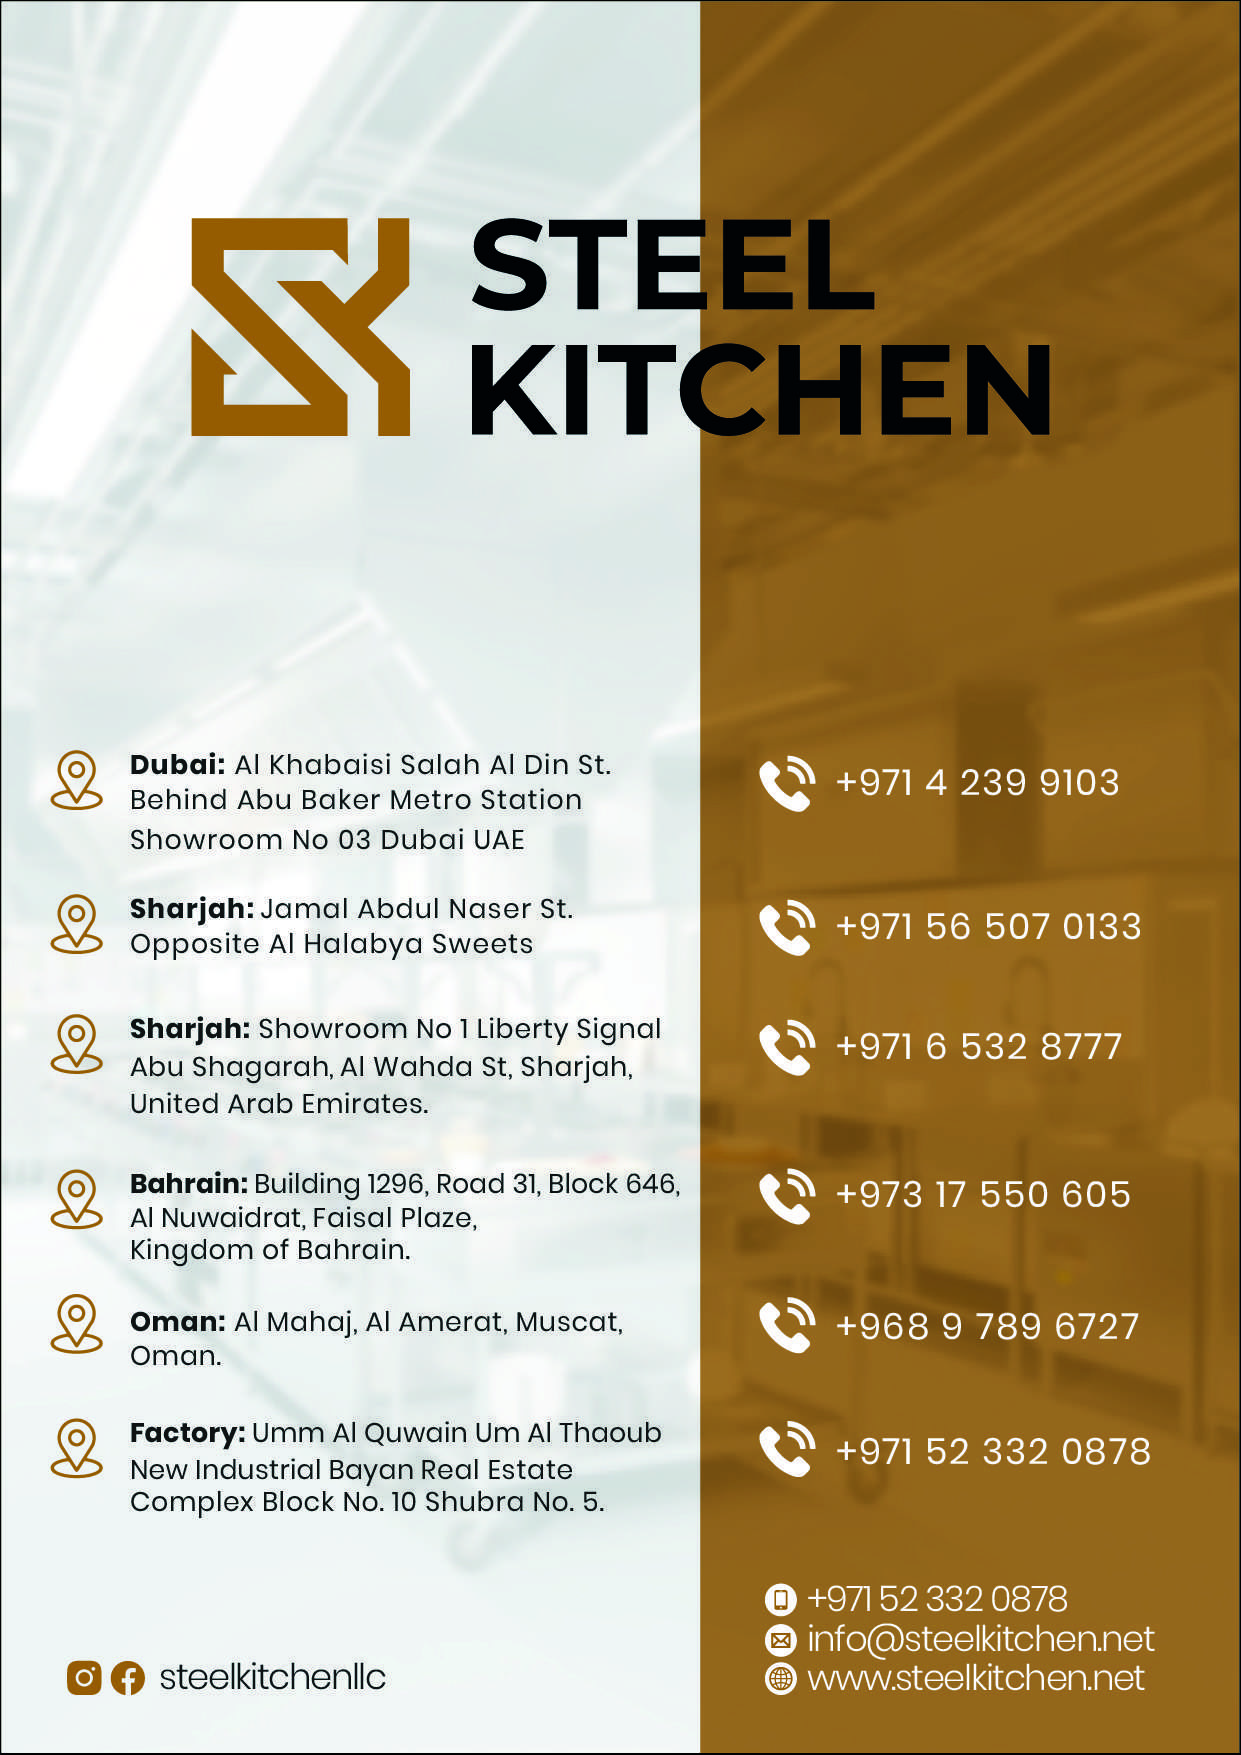 STEEL
KITCHEN
Dubai: Al Khabaisi Salah Al Din St.
Behind Abu Baker Metro Station
Showroom No 03 Dubai UAE
+971 4 239 9103
Sharjah: Jamal Abdul Naser St.
Opposite Al Halabya Sweets
+971 56 507 0133
Sharjah: Showroom No 1 Liberty Signal
Abu Shagarah, Al Wahda St, Sharjah,
United Arab Emirates.
+971 6 532 8777
Bahrain: Building 1296, Road 31, Block 646,
Al Nuwaidrat, Faisal Plaze,
Kingdom of Bahrain.
+973 17 550 605
Oman: Al Mahaj, Al Amerat, Muscat,
Oman.
+968 9 789 6727
Factory: Umm Al Quwain Um Al Thaoub
New Industrial Bayan Real Estate
Complex Block No. 10 Shubra No. 5.
+971 52 332 0878
+971 52 332 0878
info@steelkitchen.net
www.steelkitchen.net
steelkitchenllc